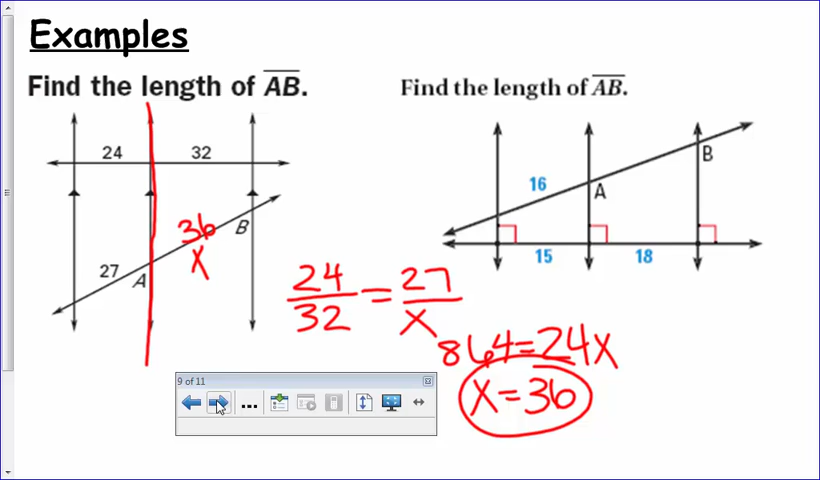 Examples
Find the length of AB.
24
32
36
X
27
A
B
24/32 = 27/X
864=24X
X=36
Find the length of AB.
16
A
B
15
18
9 of 11
...